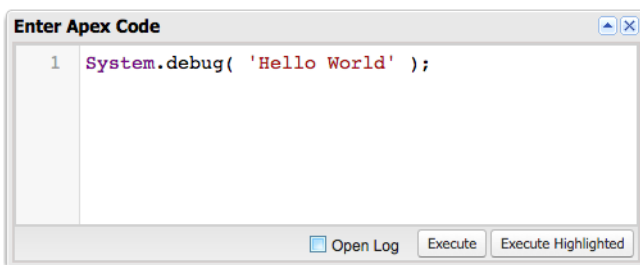 Enter Apex Code
1 System.debug( 'Hello World' );
Open Log Execute Execute Highlighted